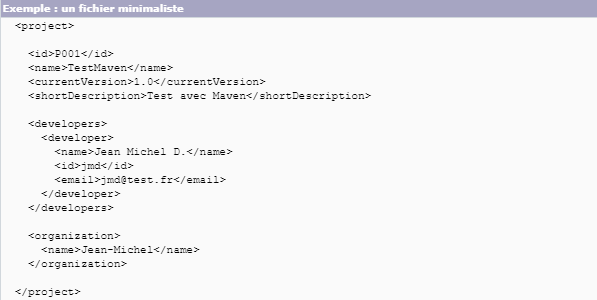 Exemple : un fichier minimaliste
<project>
<id>P001</id>
<name>TestMaven</name>
<currentVersion>1.0</currentVersion>
<shortDescription>Test avec Maven</shortDescription>
<developers>
<developer>
<name>Jean Michel D.</name>
<id>jmd</id>
<email>jmd@test.fr</email>
</developer>
</developers>
<organization>
<name>Jean-Michel</name>
</organization>
</project>